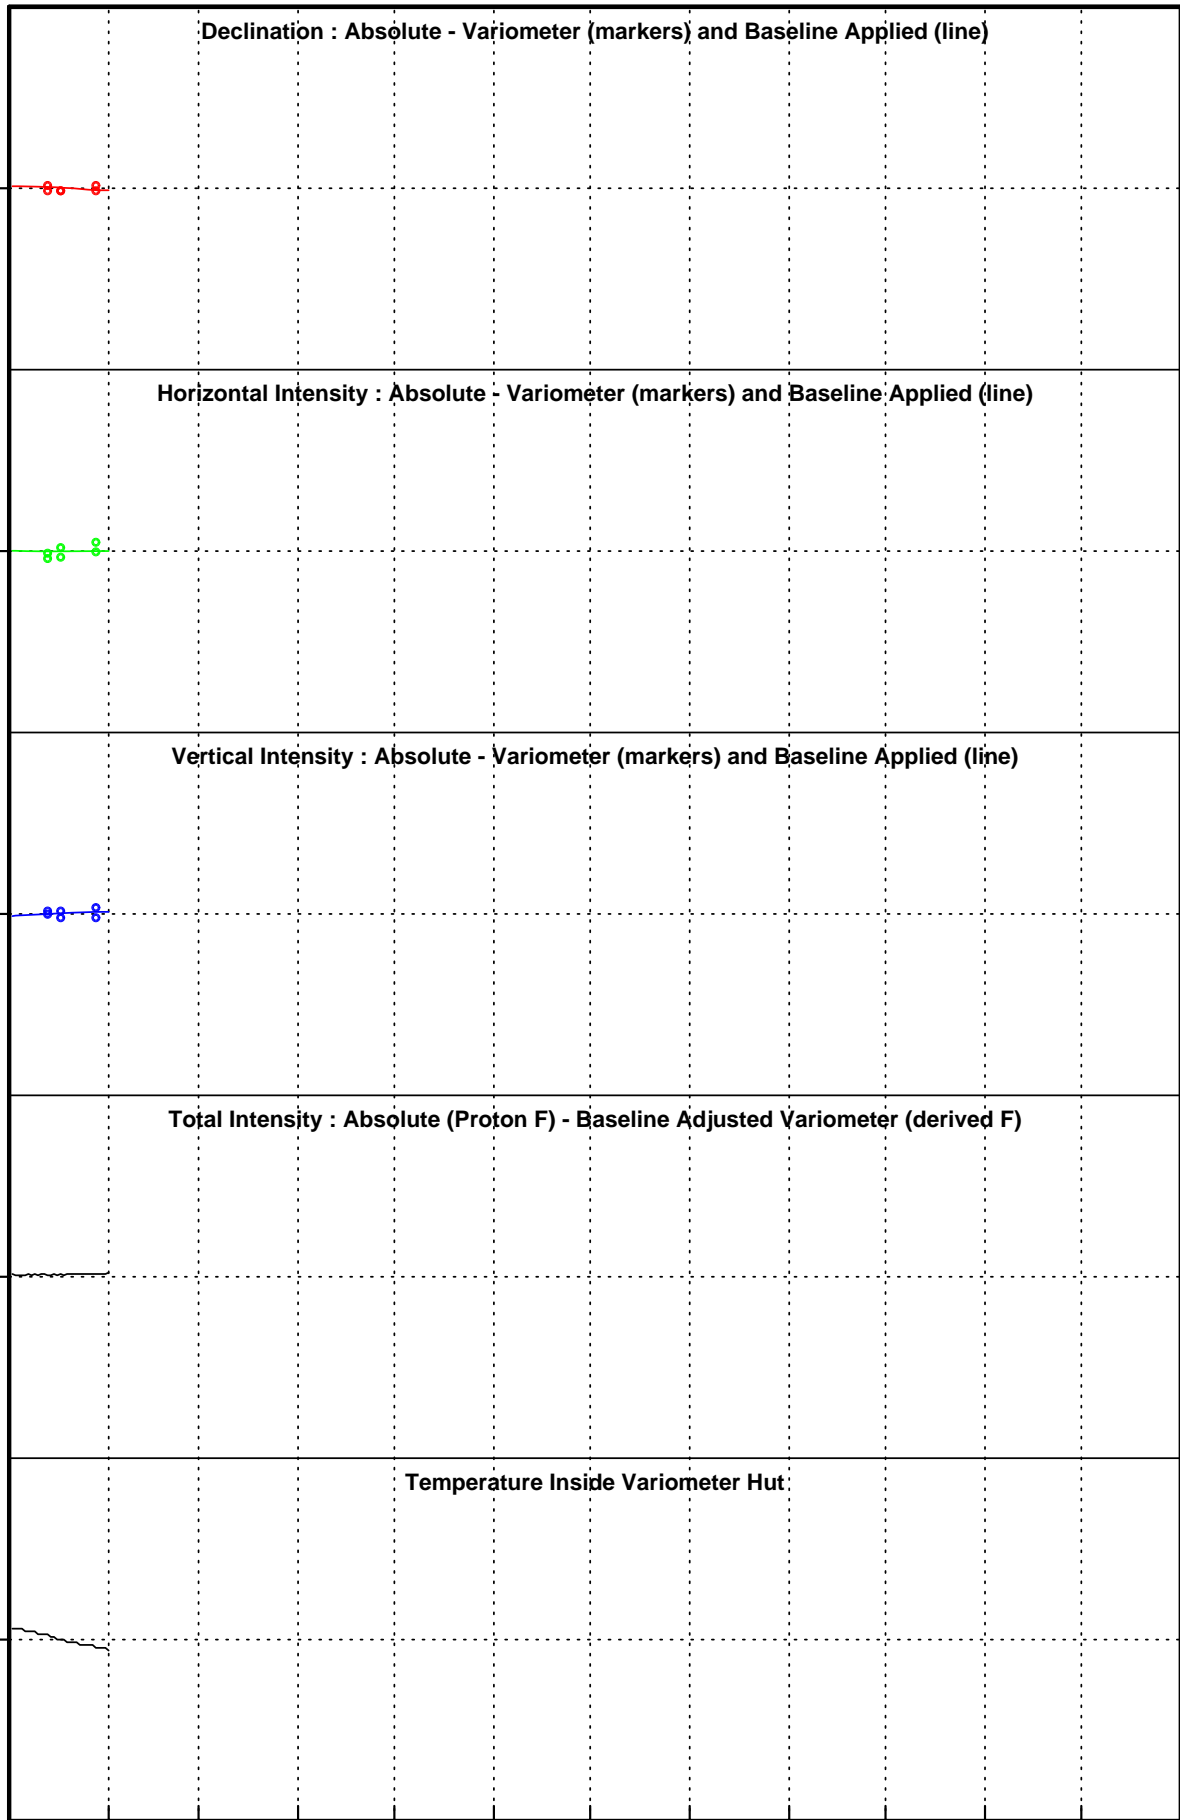 Declination : Absolute - Variometer (markers) and Baseline Applied (line)
Horizontal Intensity : Absolute - Variometer (markers) and Baseline Applied (line)
Vertical Intensity : Absolute - Variometer (markers) and Baseline Applied (line)
Total Intensity : Absolute (Proton F) - Baseline Adjusted Variometer (derived F)
Temperature Inside Variometer Hut